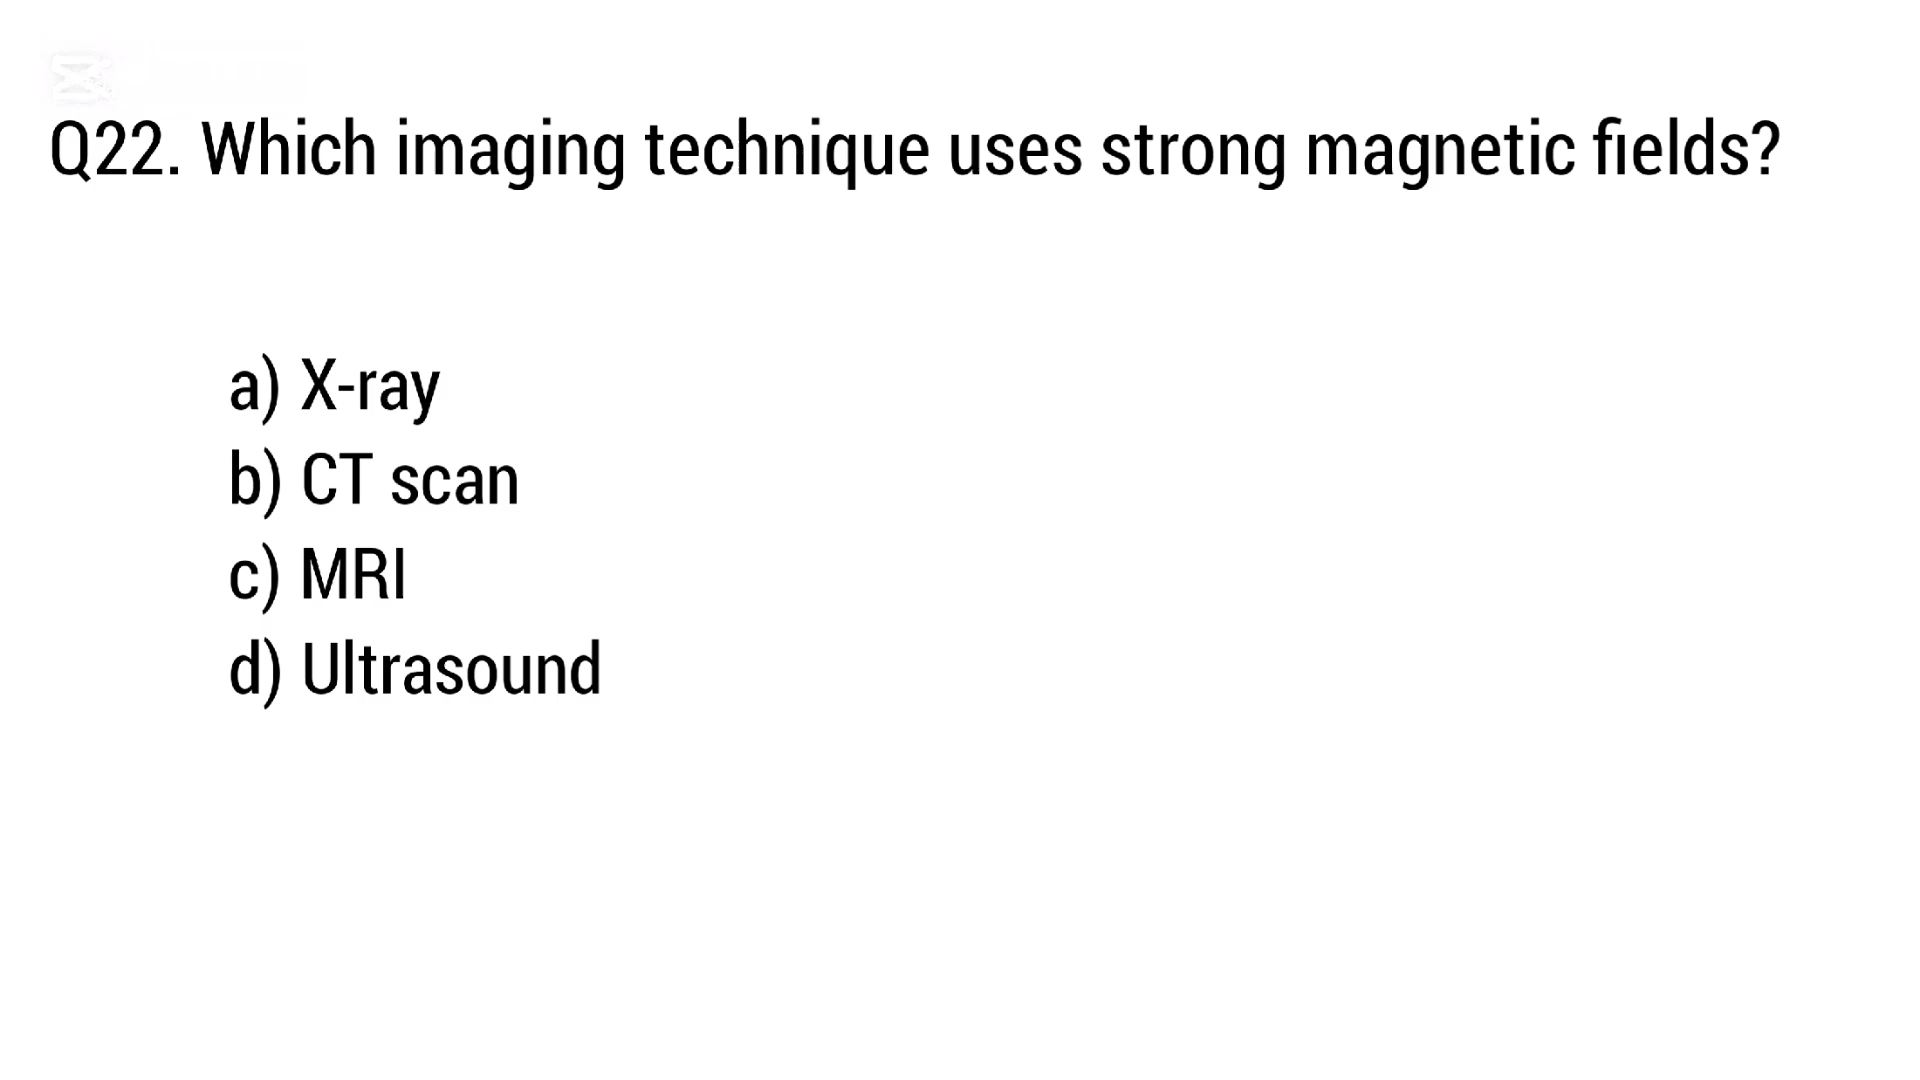 Q22. Which imaging technique uses strong magnetic fields?
a) X-ray
b) CT scan
c) MRI
d) Ultrasound